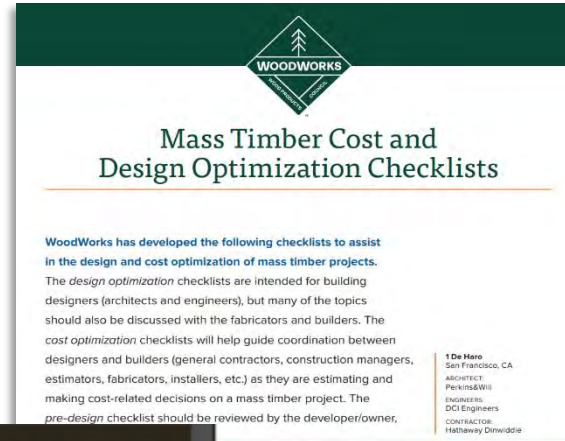 WOODWORKS
WOOD PRODUCTS COUNCIL
™
Mass Timber Cost and
Design Optimization Checklists
WoodWorks has developed the following checklists to assist
in the design and cost optimization of mass timber projects.
The design optimization checklists are intended for building
designers (architects and engineers), but many of the topics
should also be discussed with the fabricators and builders. The
cost optimization checklists will help guide coordination between
designers and builders (general contractors, construction managers,
estimators, fabricators, installers, etc.) as they are estimating and
making cost-related decisions on a mass timber project. The
pre-design checklist should be reviewed by the developer/owner,
1 De Haro
San Francisco, CA
ARCHITECT:
Perkins&Will
ENGINEERS:
DCI Engineers
CONTRACTOR:
Hathaway Dinwiddie